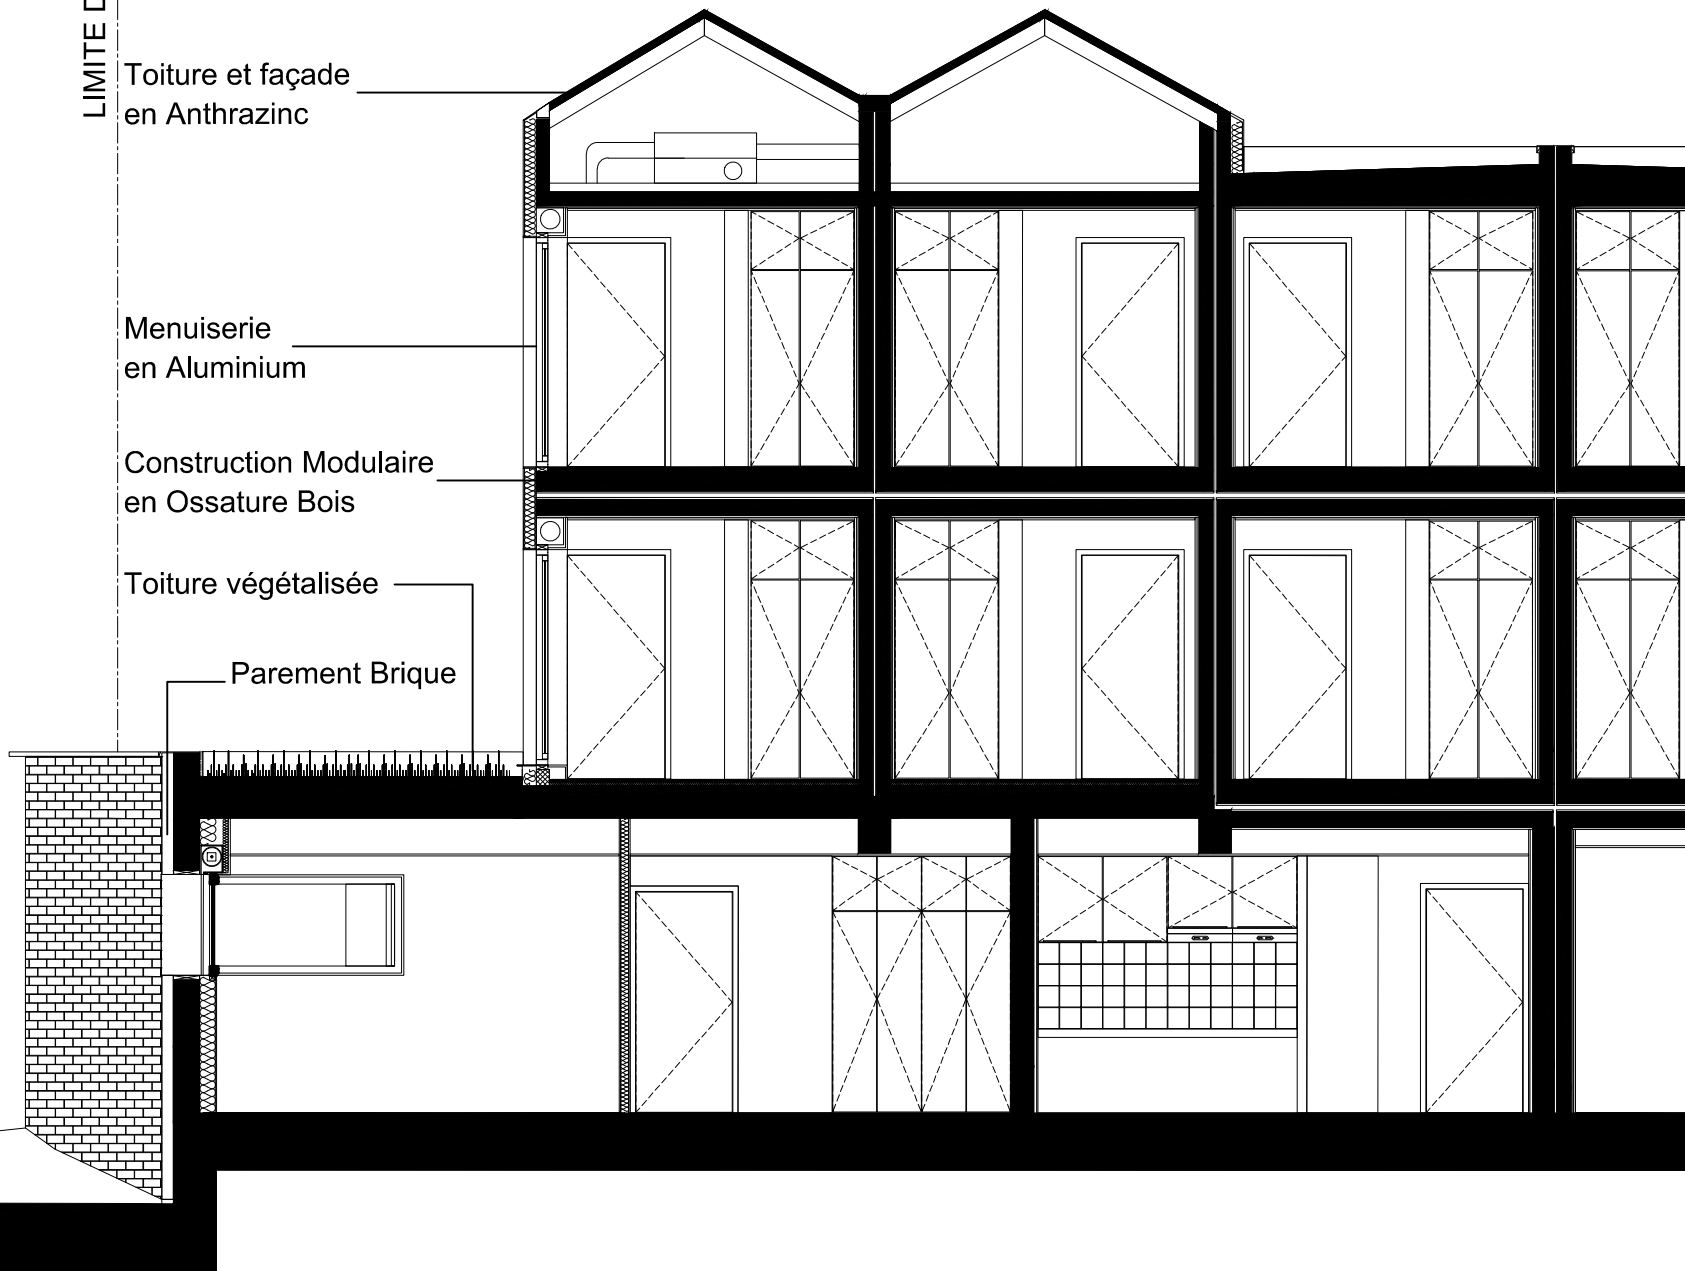 LIMITE
Toiture et façade
en Anthrazinc
Menuiserie
en Aluminium
Construction Modulaire
en Ossature Bois
Toiture végétalisée
Parement Brique